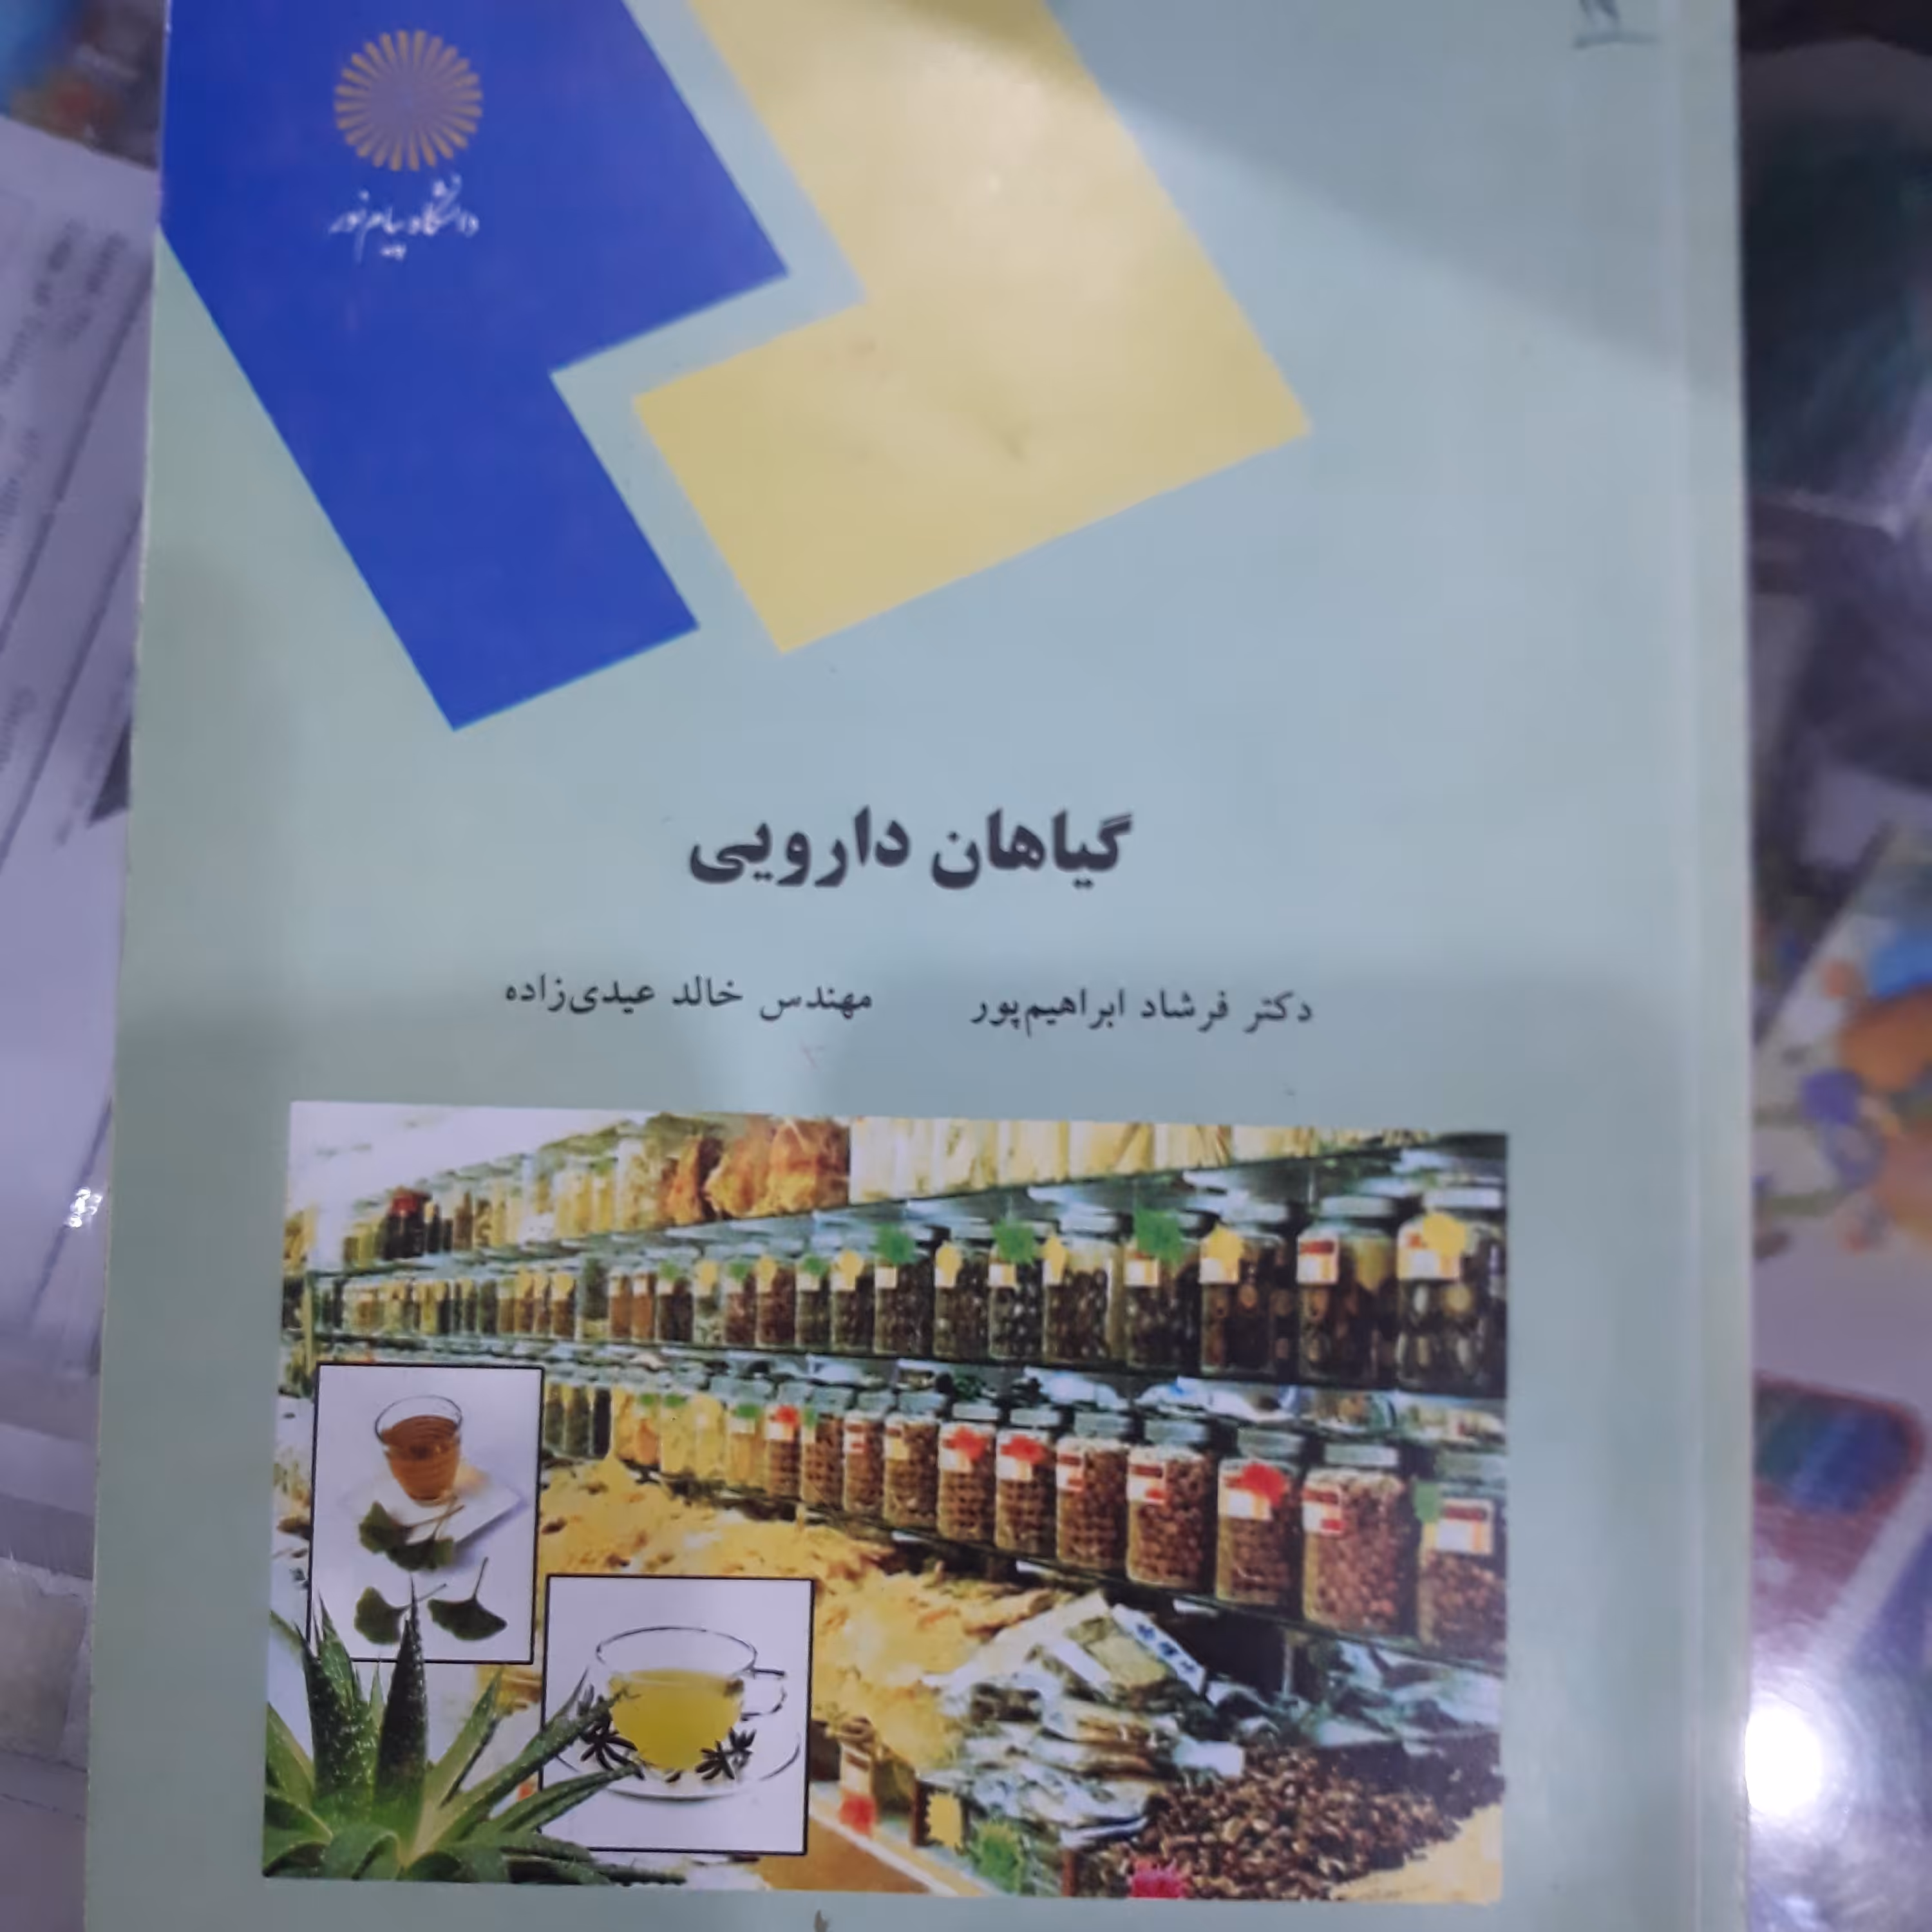 دانشگاه پیام نور
گیاهان دارویی
دکتر فرشاد ابراهیم‌پور    مهندس خالد عیدی‌زاده